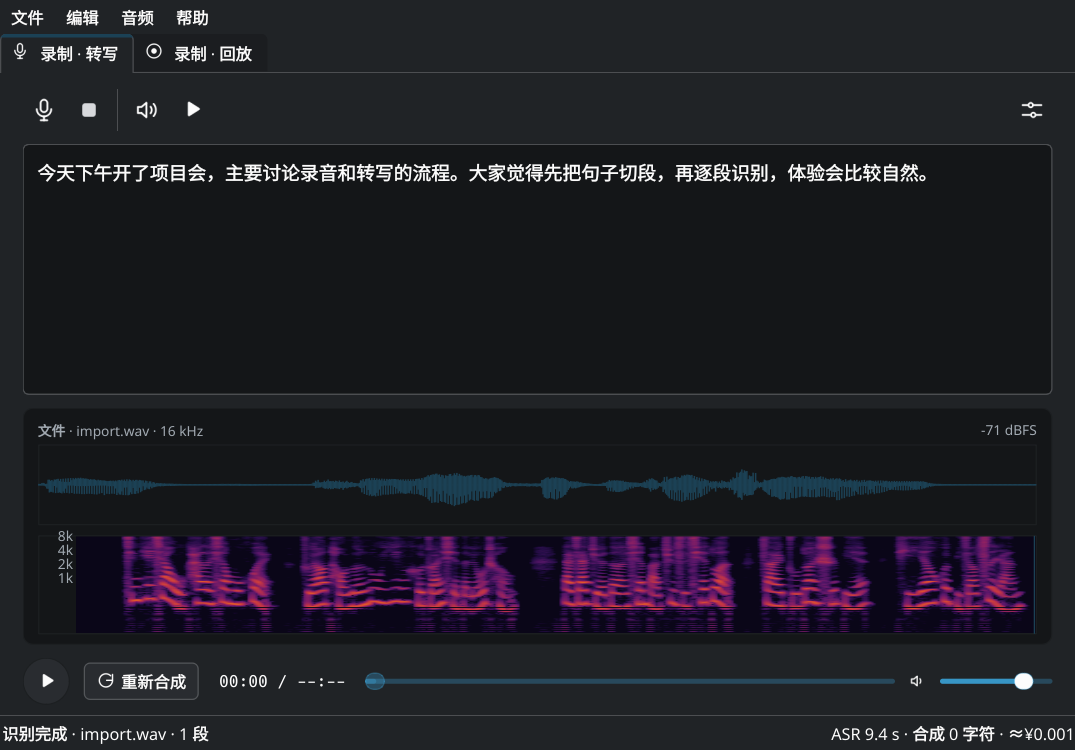 文件 编辑 音频 帮助
录制 · 转写 录制 · 回放
今天下午开了项目会，主要讨论录音和转写的流程。大家觉得先把句子切段，再逐段识别，体验会比较自然。
文件 · import.wav · 16 kHz -71 dBFS
8k
4k
2k
1k
重新合成 00:00 / --:--
识别完成 · import.wav · 1 段 ASR 9.4 s · 合成 0 字符 · ≈¥0.001